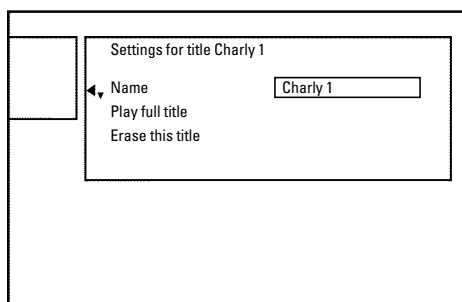 Settings for title Charly 1
Name Charly 1
Play full title
Erase this title